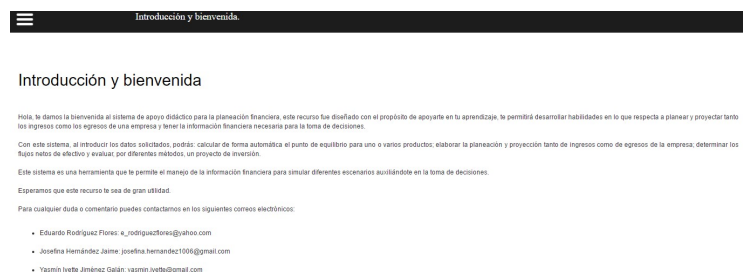 Introducción y bienvenida.
Introducción y bienvenida
Hola, te damos la bienvenida al sistema de apoyo didáctico para la planeación financiera, este recurso fue diseñado con el propósito de apoyarte en tu aprendizaje, te permitirá desarrollar habilidades en lo que respecta a planear y proyectar tanto
los ingresos como los egresos de una empresa y tener la información financiera necesaria para la toma de decisiones.
Con este sistema, al introducir los datos solicitados, podrás: calcular de forma automática el punto de equilibrio para uno o varios productos; elaborar la planeación y proyección tanto de ingresos como de egresos de la empresa; determinar los
flujos netos de efectivo y evaluar, por diferentes métodos, un proyecto de inversión.
Este sistema es una herramienta que te permite el manejo de la información financiera para simular diferentes escenarios auxiliándote en la toma de decisiones.
Esperamos que este recurso te sea de gran utilidad.
Para cualquier duda o comentario puedes contactarnos en los siguientes correos electrónicos:
• Eduardo Rodríguez Flores: e_rodriguezflores@yahoo.com
• Josefina Hernández Jaime: josefina.hernandez1006@gmail.com
• Yasmín Ivette Jiménez Galán: yasmin.ivette@gmail.com